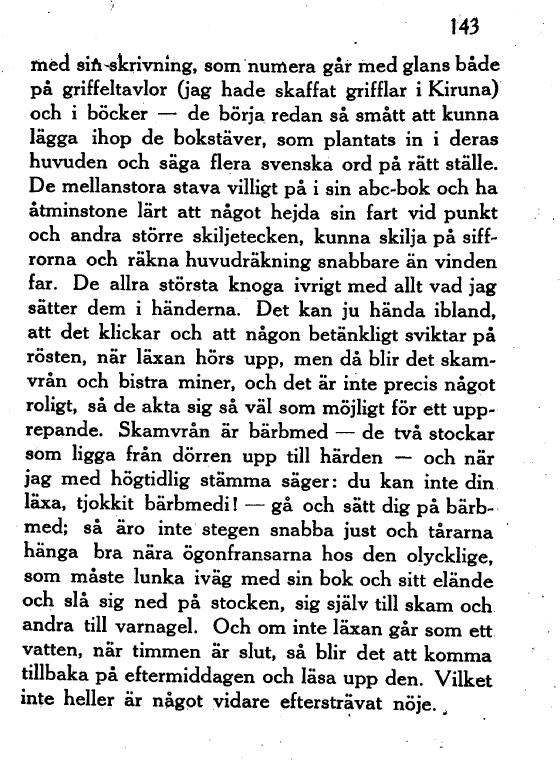 143
med sin skrivning, som numera går med glans både
på griffeltavlor (jag hade skaffat grifflar i Kiruna)
och i böcker — de börja redan så smått att kunna
lägga ihop de bokstäver, som plantats in i deras
huvuden och säga flera svenska ord på rätt ställe.
De mellanstora stava villigt på i sin abc-bok och ha
åtminstone lärt att något hejda sin fart vid punkt
och andra större skiljetecken, kunna skilja på siff-
rorna och räkna huvudräkning snabbare än vinden
far. De allra största knoga ivrigt med allt vad jag
sätter dem i händerna. Det kan ju hända ibland,
att det klickar och att någon betänkligt sviktar på
rösten, när läxan hörs upp, men då blir det skam-
vrån och bistra miner, och det är inte precis något
roligt, så de akta sig så väl som möjligt för ett upp-
repande. Skamvrån är bärbmed — de två stockar
som ligga från dörren upp till härden — och när
jag med högtidlig stämma säger: du kan inte din
läxa, tjokkit bärbmedi! — gå och sätt dig på bärb-
med; så äro inte stegen snabba just och tårarna
hänga bra nära ögonfransarna hos den olycklige,
som måste lunka iväg med sin bok och sitt elände
och slå sig ned på stocken, sig själv till skam och
andra till varnagel. Och om inte läxan går som ett
vatten, när timmen är slut, så blir det att komma
tillbaka på eftermiddagen och läsa upp den. Vilket
inte heller är något vidare eftersträvat nöje.